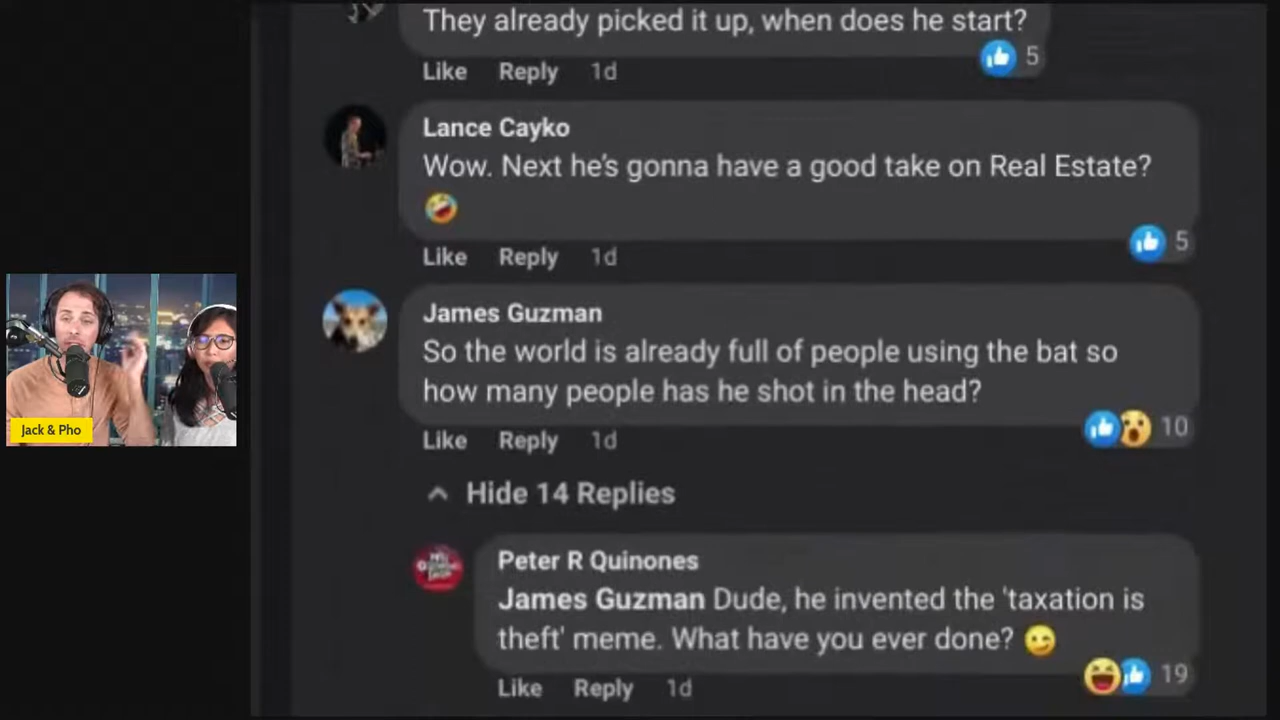 They already picked it up, when does he start?
5
Like Reply 1d
Lance Cayko
Wow. Next he's gonna have a good take on Real Estate?
🤣
5
Like Reply 1d
James Guzman
So the world is already full of people using the bat so
how many people has he shot in the head?
10
Like Reply 1d
Hide 14 Replies
Peter R Quinones
James Guzman Dude, he invented the 'taxation is
theft' meme. What have you ever done? 😉
19
Like Reply 1d
Jack & Pho